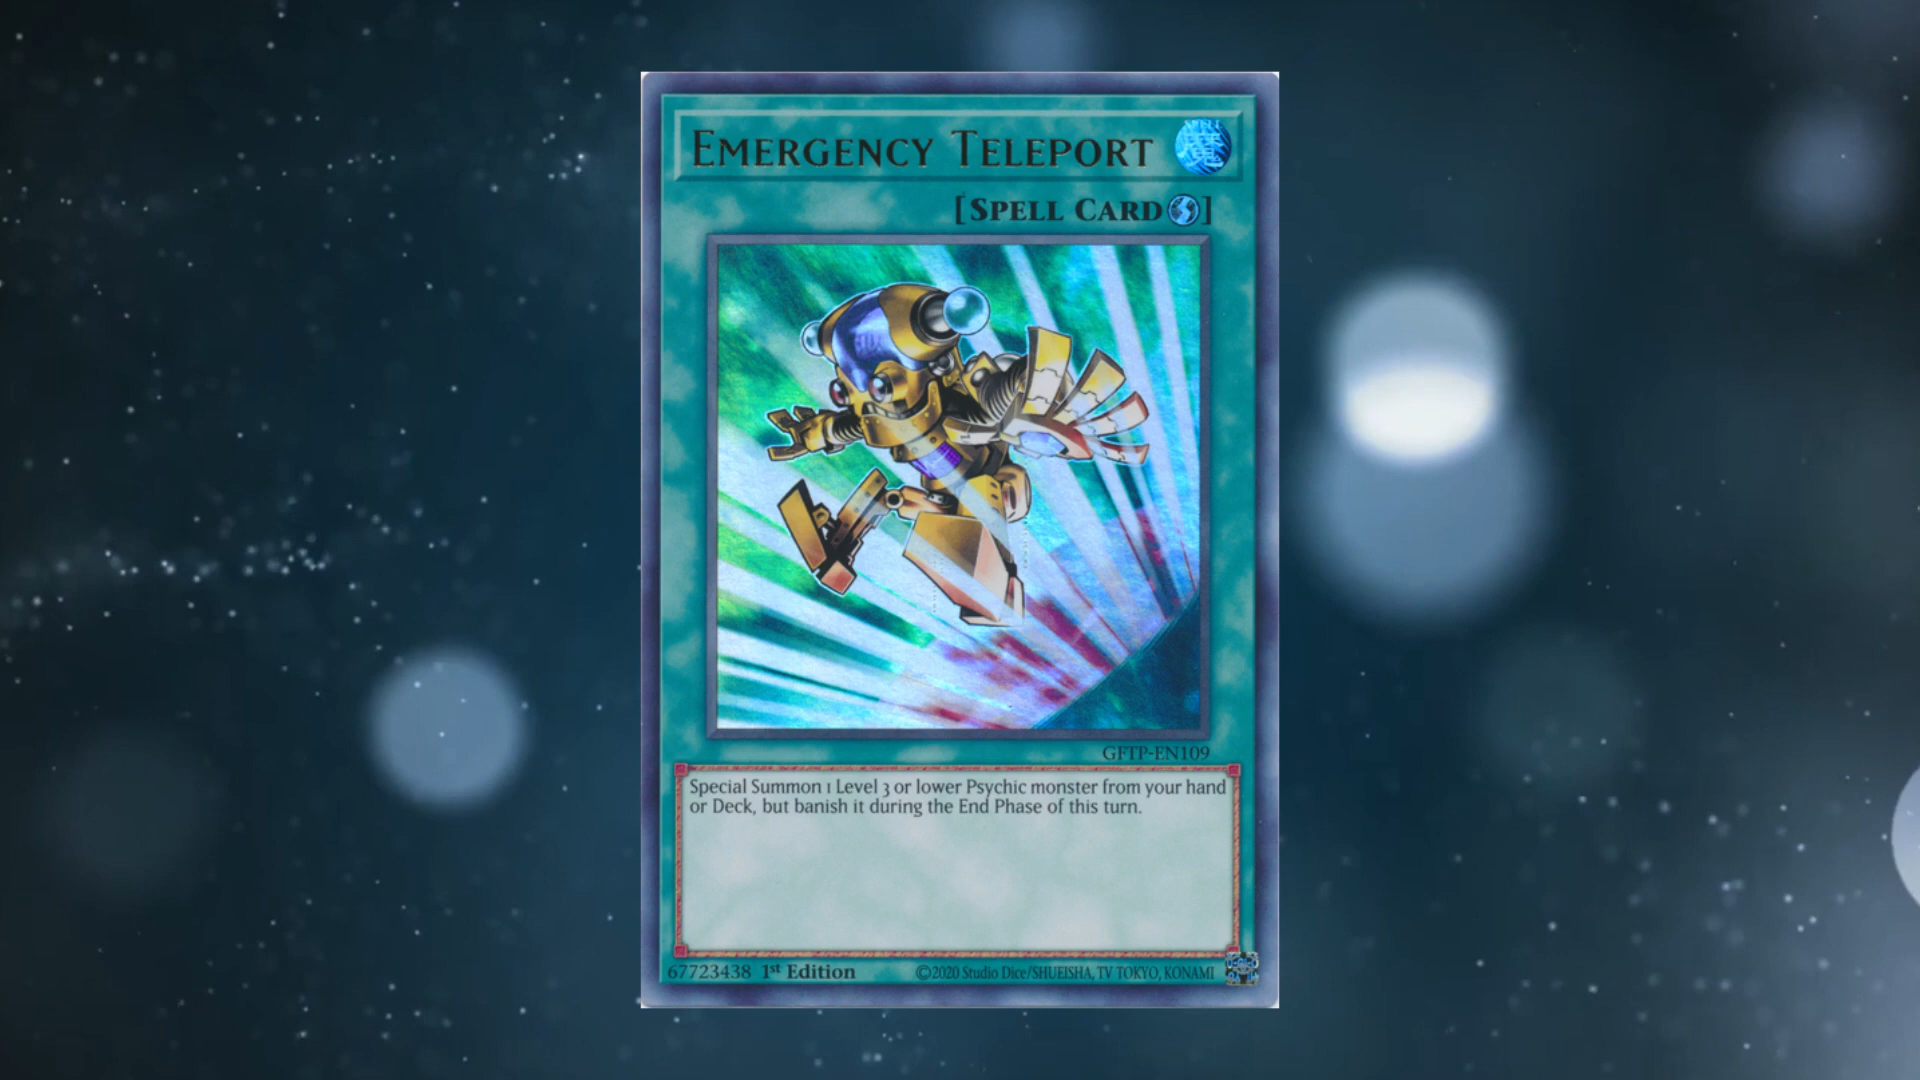 EMERGENCY TELEPORT 魔
[SPELL CARD]
GFTP-EN109
Special Summon 1 Level 3 or lower Psychic monster from your hand
or Deck, but banish it during the End Phase of this turn.
67723438 1st Edition ©2020 Studio Dice/SHUEISHA, TV TOKYO, KONAMI